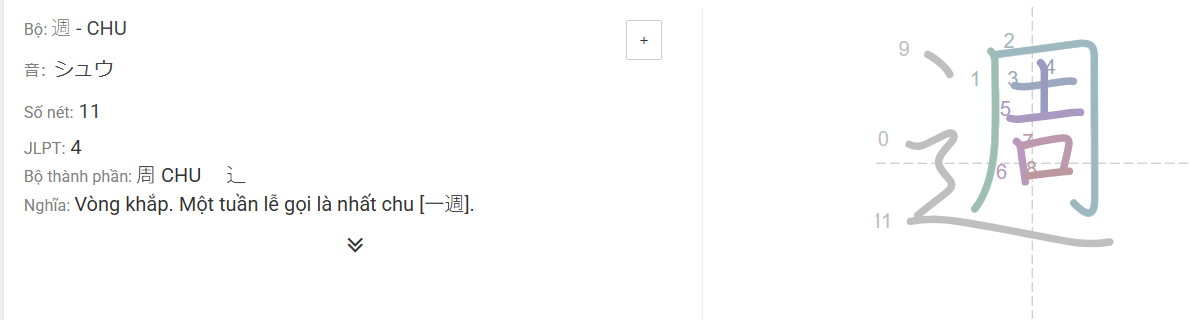 Bộ: 週 - CHU
+
音: シュウ
Số nét: 11
JLPT: 4
Bộ thành phần: 周 CHU ⻌
Nghĩa: Vòng khắp. Một tuần lễ gọi là nhất chu [一週].
週
9
2
1
3
4
5
0
7
6
8
11